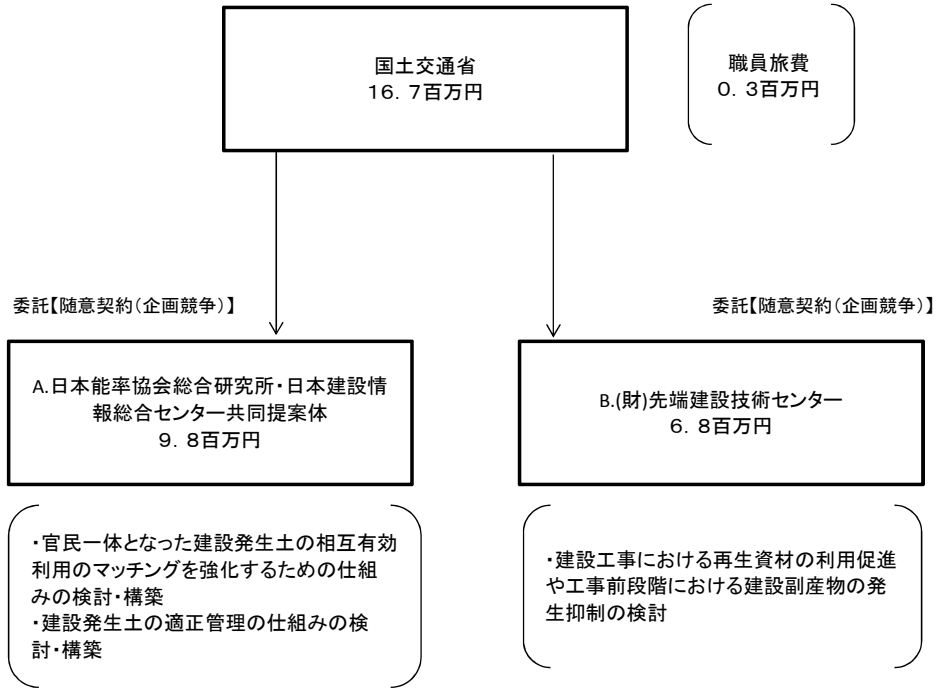 国土交通省
16．7百万円
職員旅費
0．3百万円
委託【随意契約（企画競争）】
委託【随意契約（企画競争）】
A.日本能率協会総合研究所・日本建設情
報総合センター共同提案体
9．8百万円
B.(財)先端建設技術センター
6．8百万円
・官民一体となった建設発生土の相互有効
利用のマッチングを強化するための仕組
みの検討・構築
・建設発生土の適正管理の仕組みの検
討・構築
・建設工事における再生資材の利用促進
や工事前段階における建設副産物の発
生抑制の検討